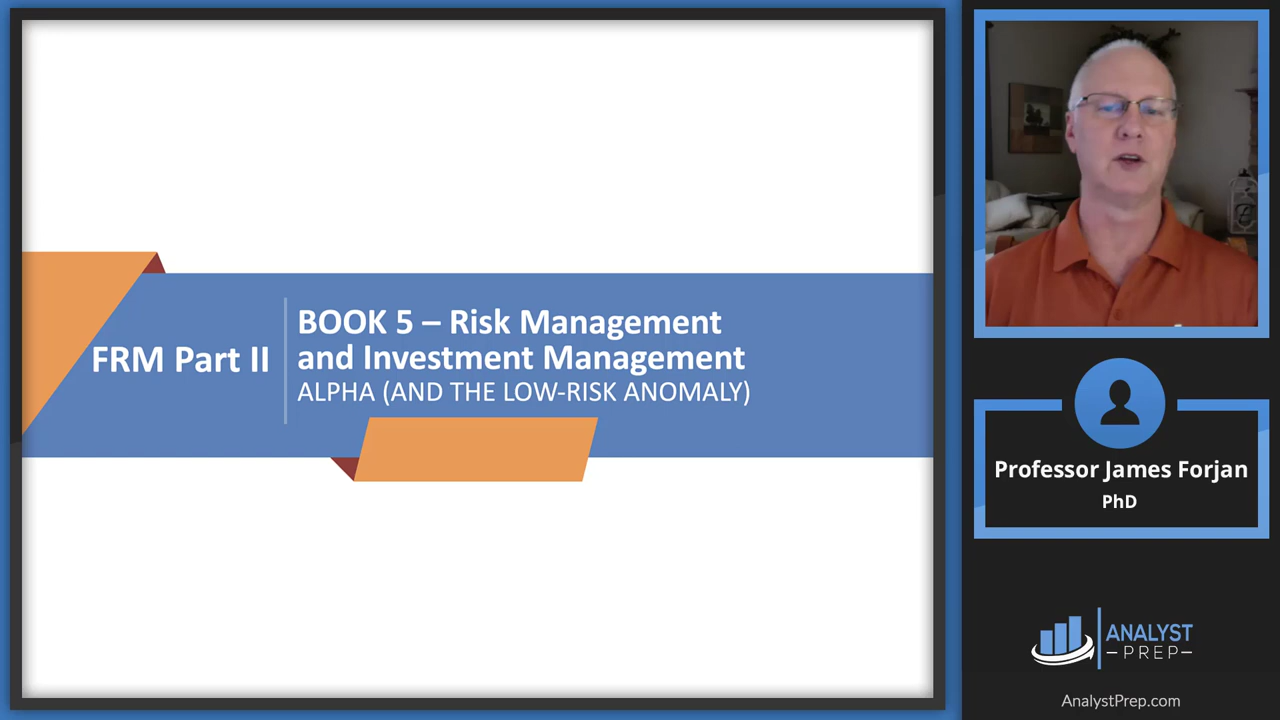 FRM Part II
BOOK 5 – Risk Management
and Investment Management
ALPHA (AND THE LOW-RISK ANOMALY)
Professor James Forjan
PhD
ANALYST
PREP
AnalystPrep.com